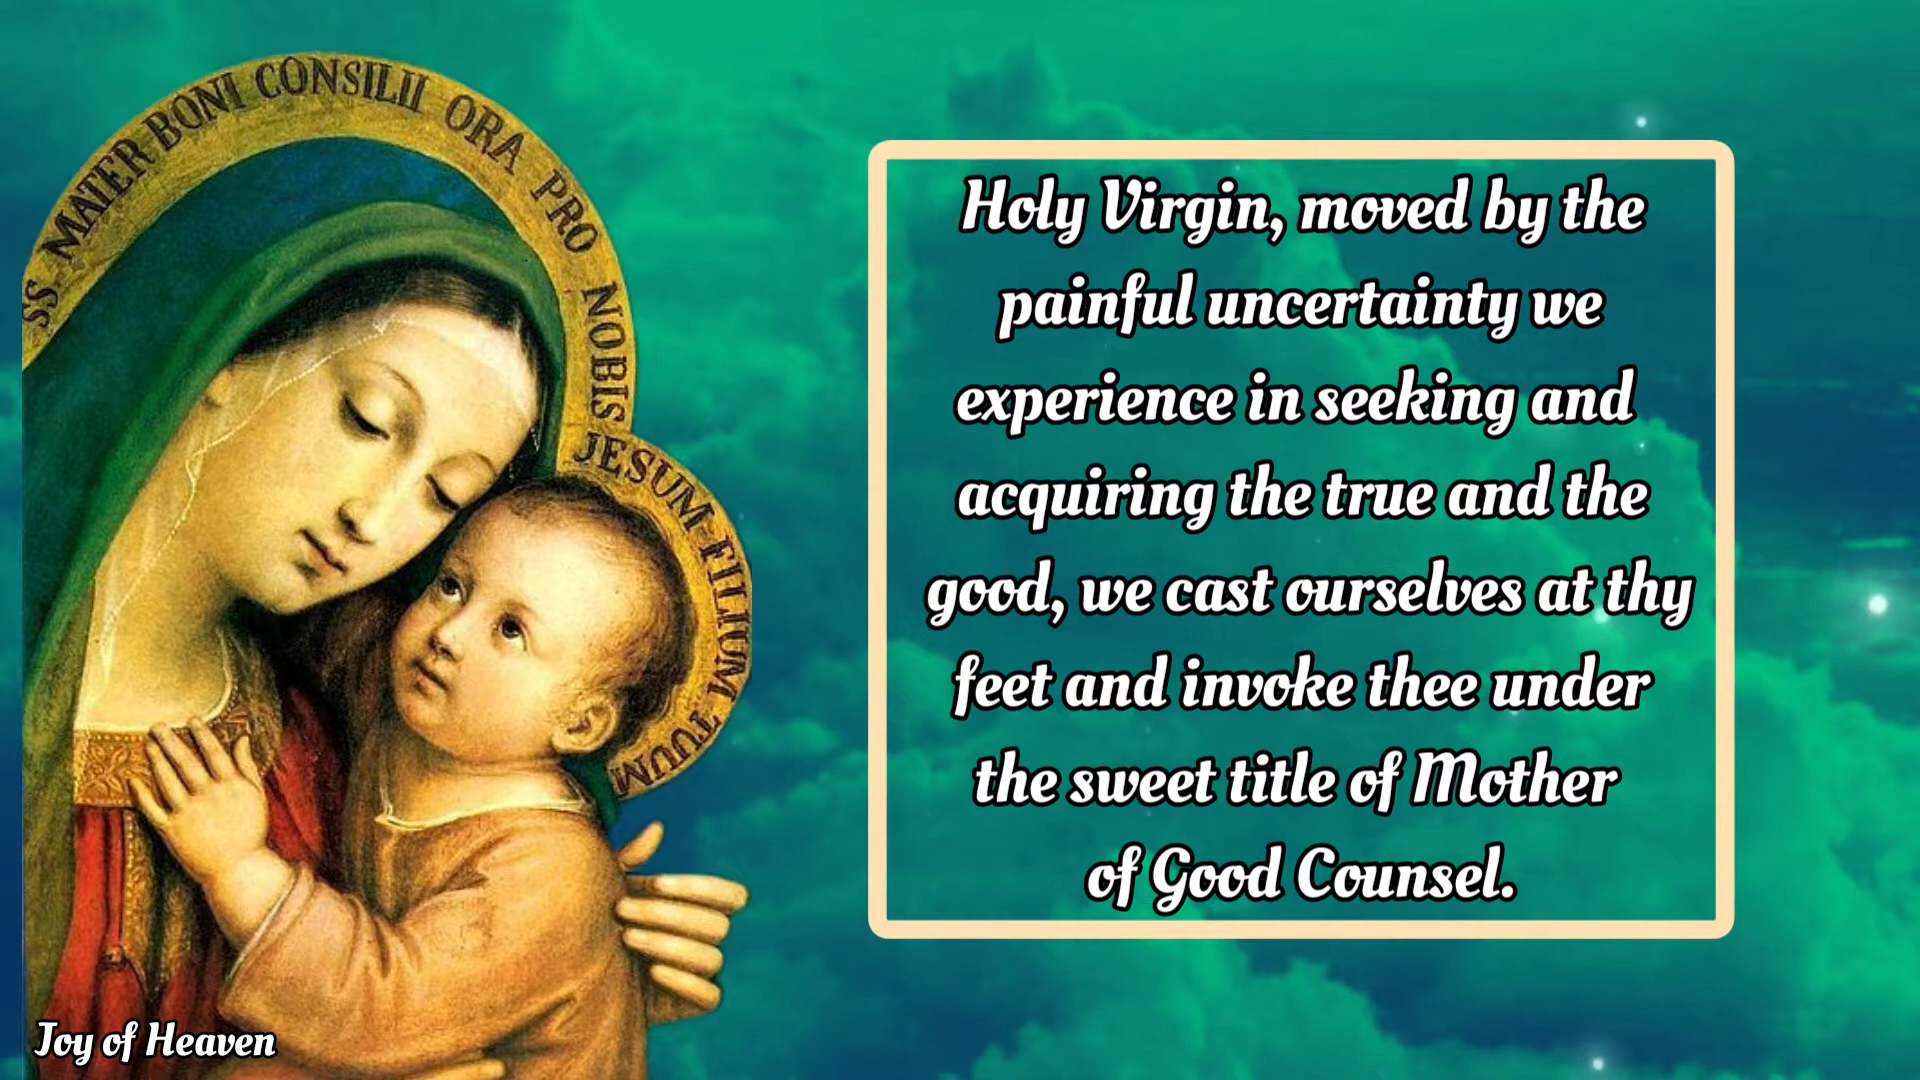 SS MATER BONI CONSILII ORA PRO NOBIS
JESUM FILIUM TUUM
Holy Virgin, moved by the
painful uncertainty we
experience in seeking and
acquiring the true and the
good, we cast ourselves at thy
feet and invoke thee under
the sweet title of Mother
of Good Counsel.
Joy of Heaven